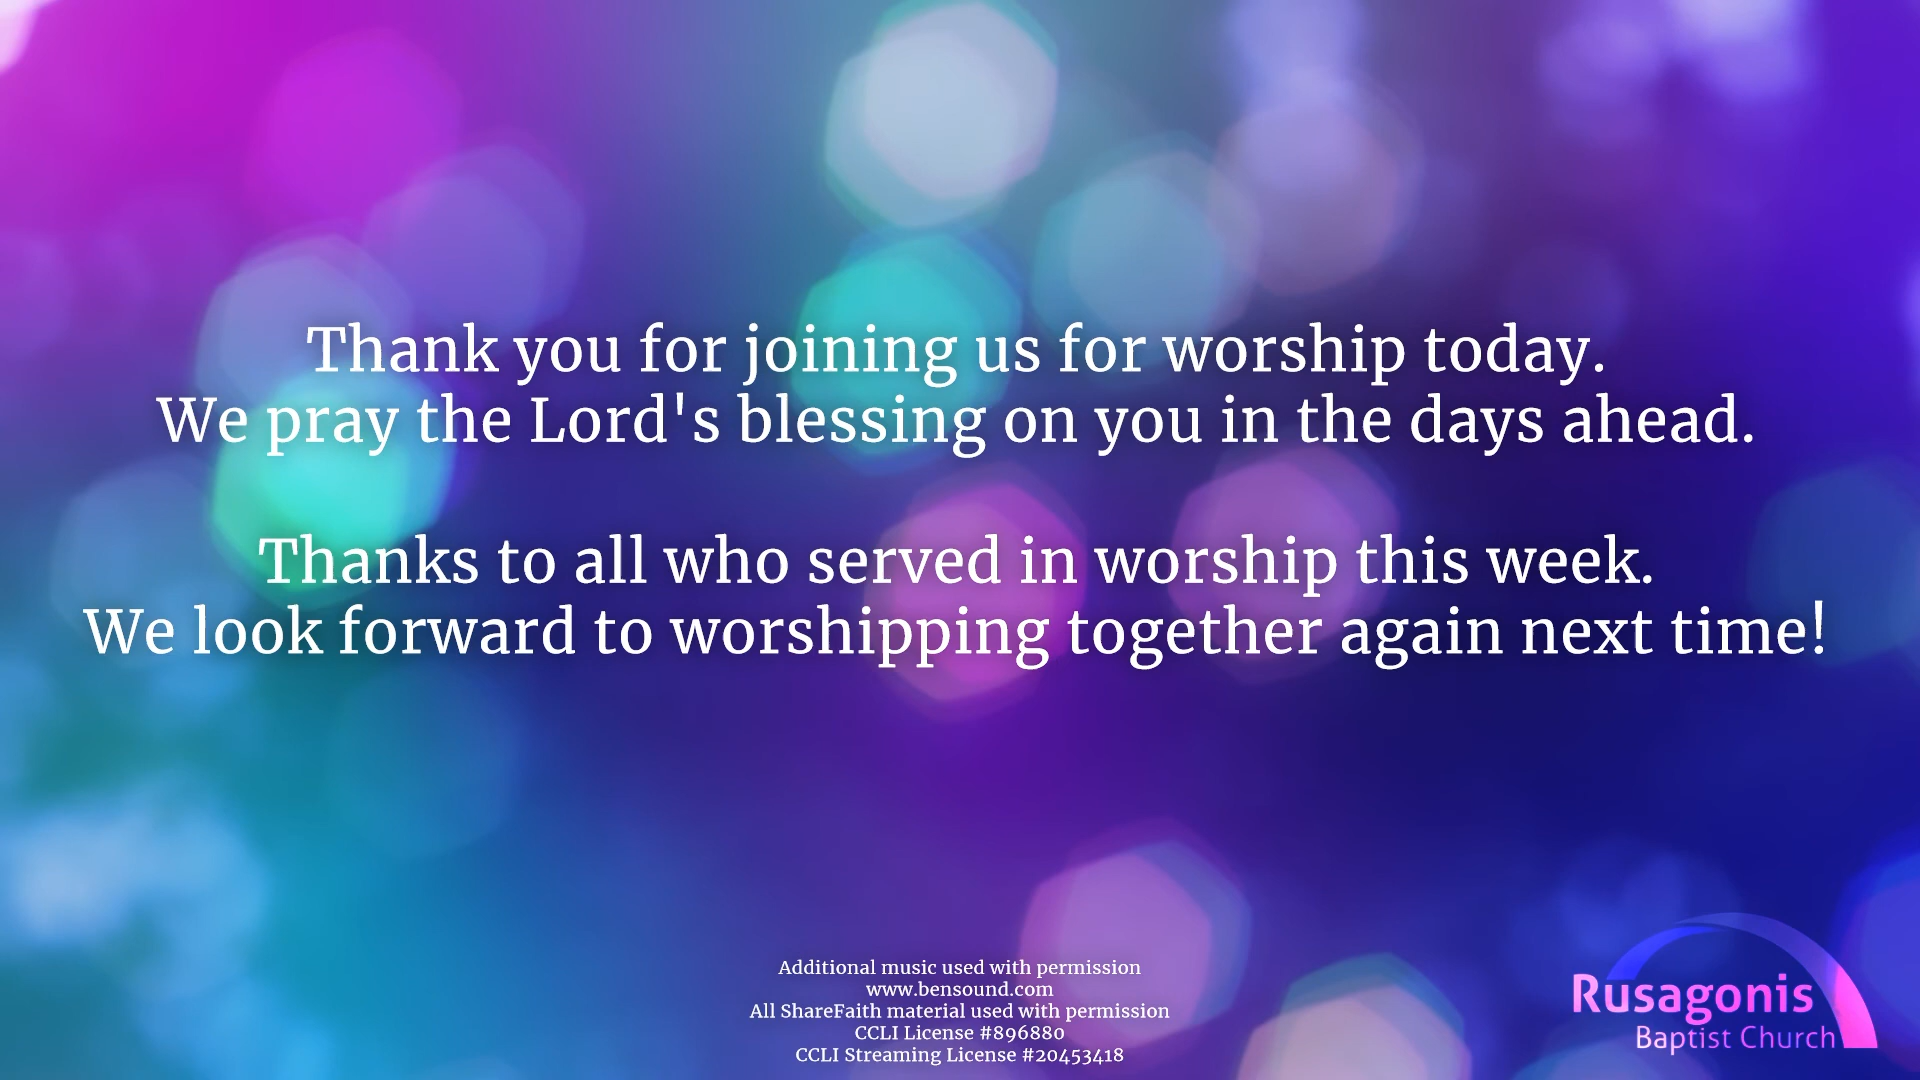 Thank you for joining us for worship today.
We pray the Lord's blessing on you in the days ahead.
Thanks to all who served in worship this week.
We look forward to worshipping together again next time!
Additional music used with permission
www.bensound.com
All ShareFaith material used with permission
CCLI License #896880
CCLI Streaming License #20453418
Rusagonis
Baptist Church